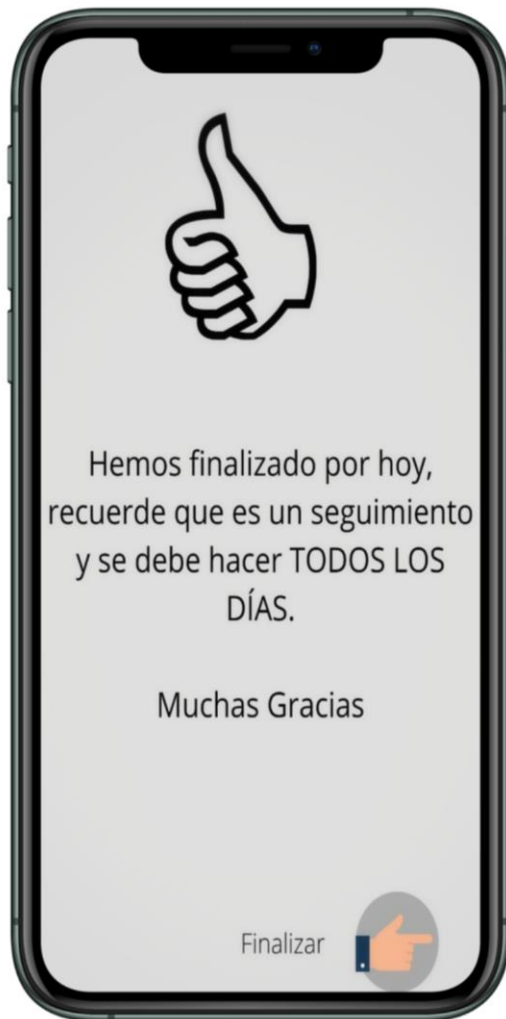 Hemos finalizado por hoy,
recuerde que es un seguimiento
y se debe hacer TODOS LOS
DÍAS.
Muchas Gracias
Finalizar